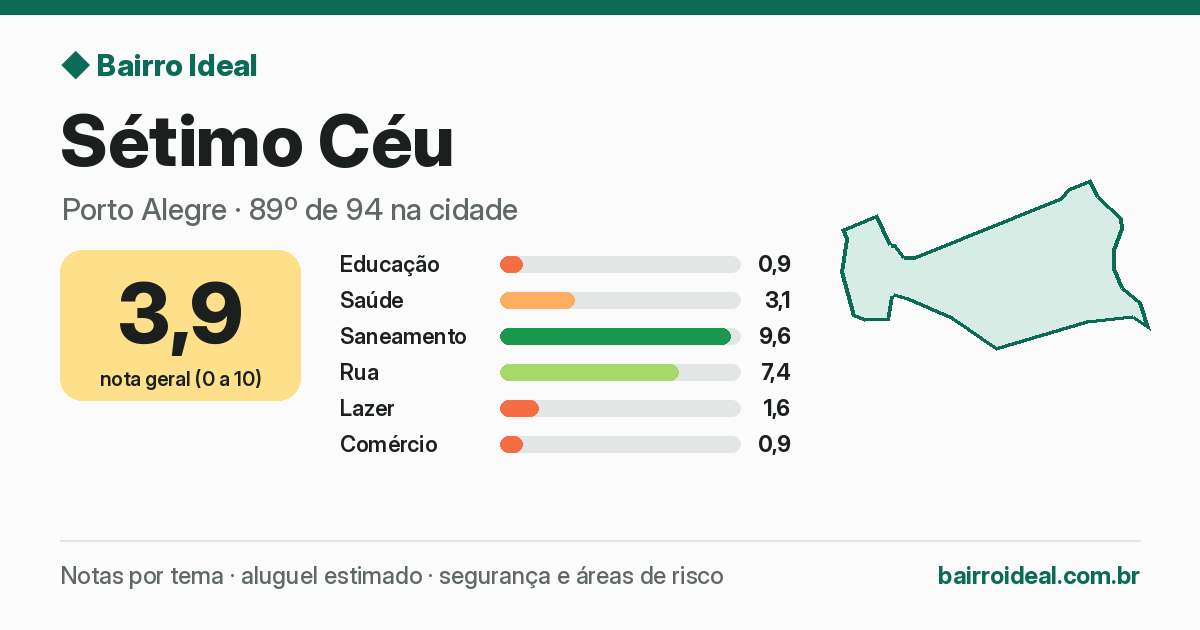 Bairro Ideal
Sétimo Céu
Porto Alegre · 89º de 94 na cidade
3,9
nota geral (0 a 10)
Educação 0,9
Saúde 3,1
Saneamento 9,6
Rua 7,4
Lazer 1,6
Comércio 0,9
Notas por tema · aluguel estimado · segurança e áreas de risco
bairroideal.com.br